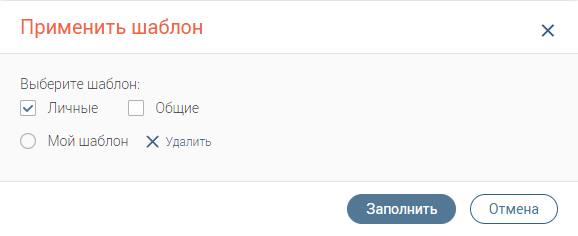 Применить шаблон
Выберите шаблон:
Личные Общие
Мой шаблон Удалить
Заполнить Отмена